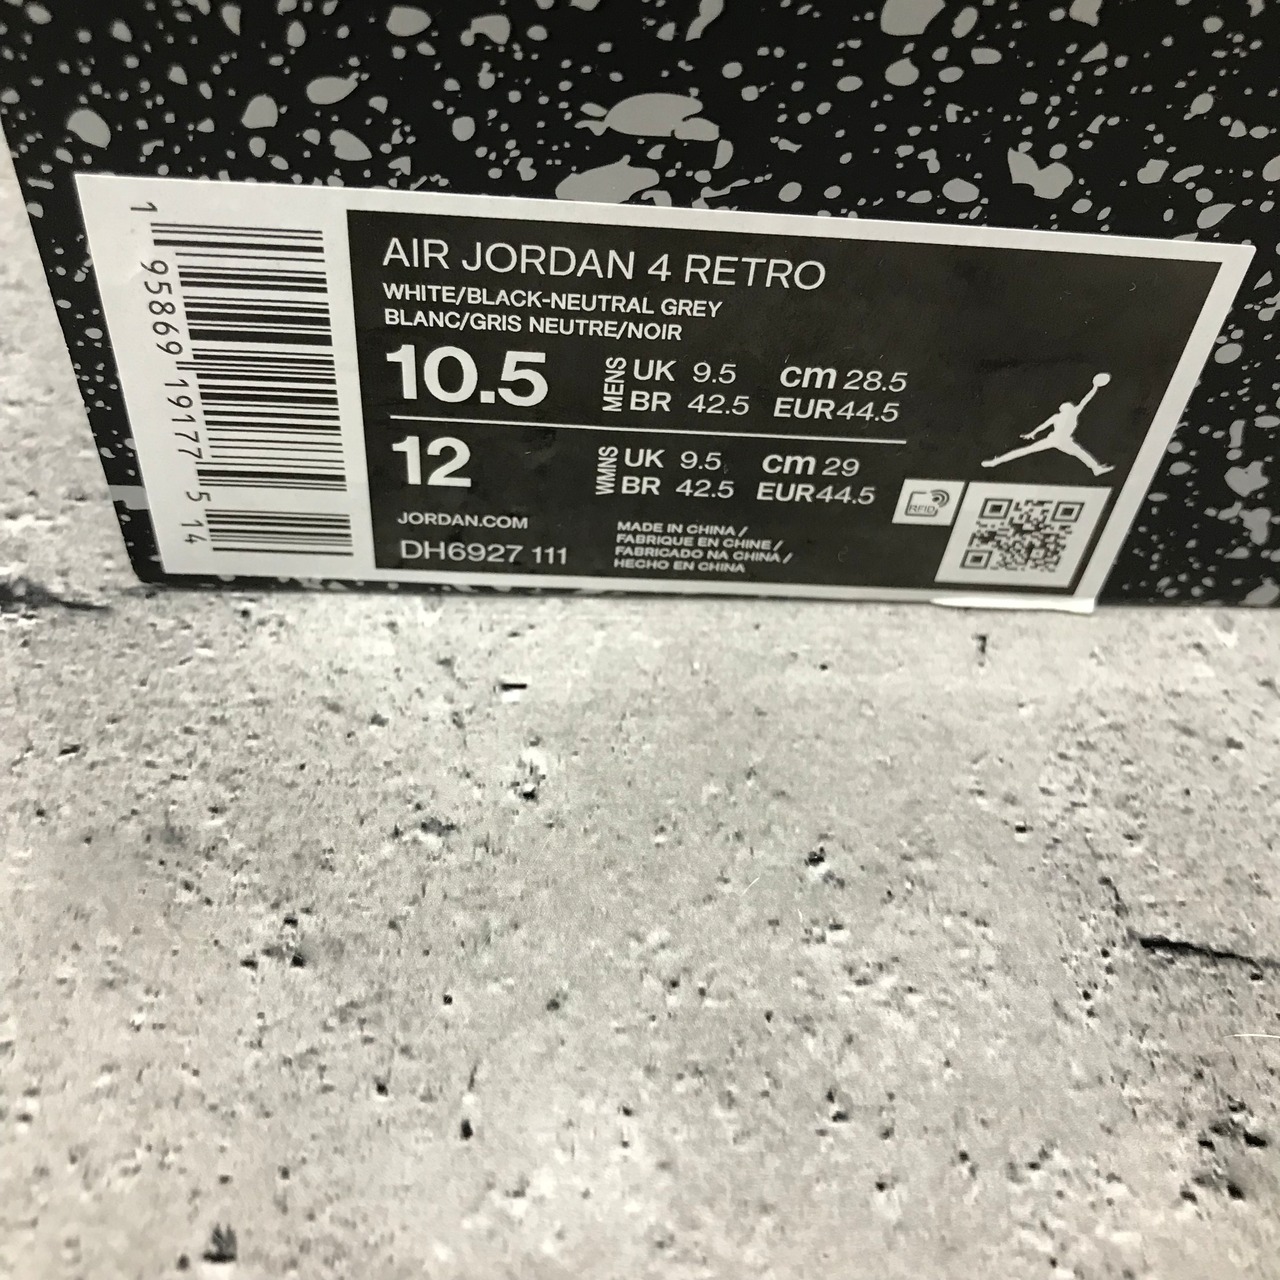 AIR JORDAN 4 RETRO
WHITE/BLACK-NEUTRAL GREY
BLANC/GRIS NEUTRE/NOIR
10.5 MENS UK 9.5 cm 28.5
BR 42.5 EUR 44.5
12 WMNS UK 9.5 cm 29
BR 42.5 EUR 44.5
JORDAN.COM
DH6927 111
MADE IN CHINA/
FABRIQUE EN CHINE/
FABRICADO NA CHINA/
HECHO EN CHINA
RFID
1 95869 19177 5 14